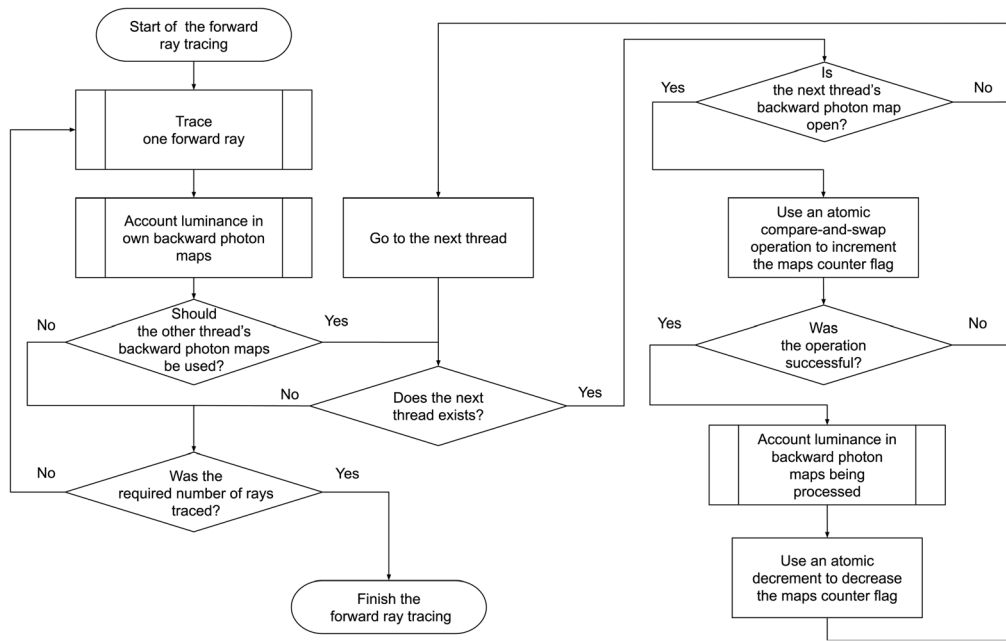 Start of the forward
ray tracing
Trace
one forward ray
Account luminance in
own backward photon
maps
Should
the other thread's
backward photon maps
be used?
No
Yes
Was the
required number of rays
traced?
No
Yes
Finish the
forward ray tracing
Go to the next thread
Does the next
thread exists?
No
Yes
Is
the next thread's
backward photon map
open?
Yes
No
Use an atomic
compare-and-swap
operation to increment
the maps counter flag
Was
the operation
successful?
Yes
No
Account luminance in
backward photon
maps being
processed
Use an atomic
decrement to decrease
the maps counter flag